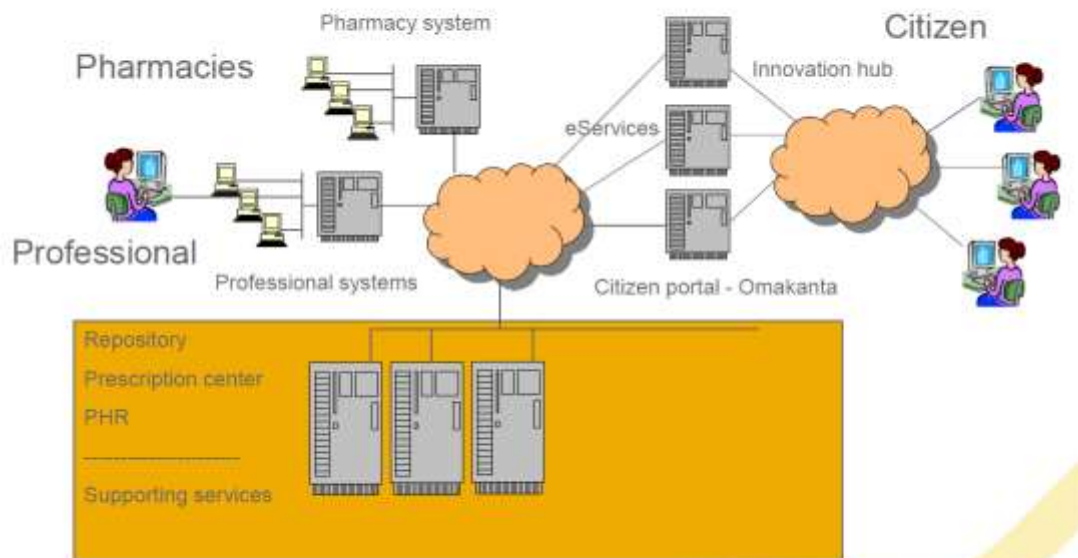 Pharmacy system
Citizen
Pharmacies
Innovation hub
eServices
Professional
Professional systems
Citizen portal - Omakanta
Repository
Prescription center
PHR
--------------------
Supporting services